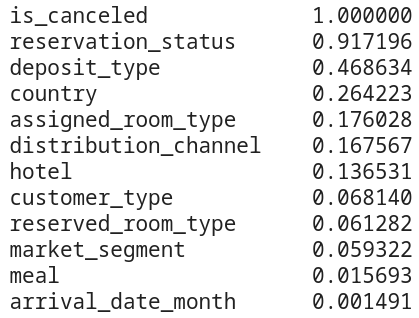 is_canceled 1.000000
reservation_status 0.917196
deposit_type 0.468634
country 0.264223
assigned_room_type 0.176028
distribution_channel 0.167567
hotel 0.136531
customer_type 0.068140
reserved_room_type 0.061282
market_segment 0.059322
meal 0.015693
arrival_date_month 0.001491